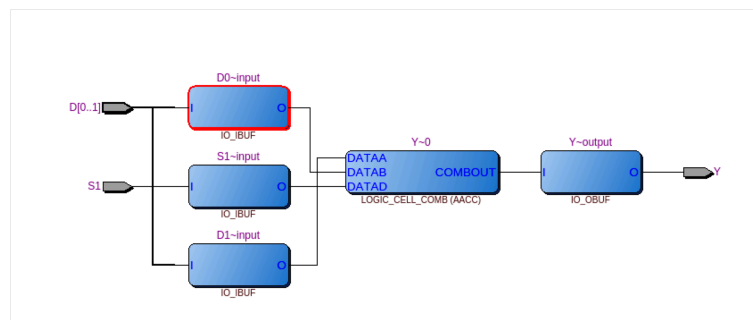 D0~input
D[0..1]
I
O
IO_IBUF
S1~input
Y~0
Y~output
DATAA
DATAB
COMBOUT
I
O
Y
S1
I
O
DATAD
IO_IBUF
LOGIC_CELL_COMB (AACC)
IO_OBUF
D1~input
I
O
IO_IBUF